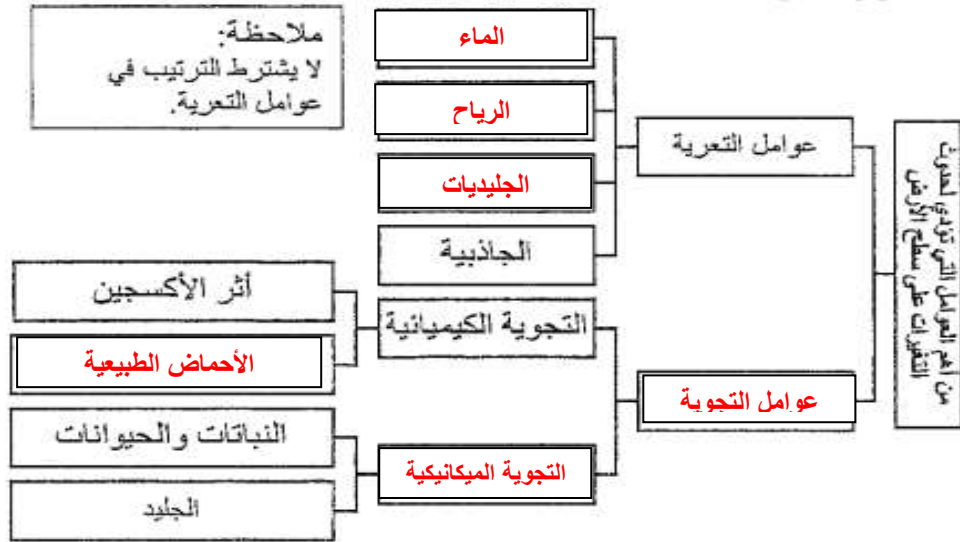 من أهم العوامل التي تؤدي لحدوث
التغيرات على سطح الأرض
عوامل التعرية
الماء
الرياح
الجليديات
الجاذبية
عوامل التجوية
التجوية الكيميائية
أثر الأكسجين
الأحماض الطبيعية
التجوية الميكانيكية
النباتات والحيوانات
الجليد
ملاحظة:
لا يشترط الترتيب في
عوامل التعرية.